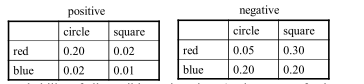 positive negative
circle square circle square
red 0.20 0.02 red 0.05 0.30
blue 0.02 0.01 blue 0.20 0.20